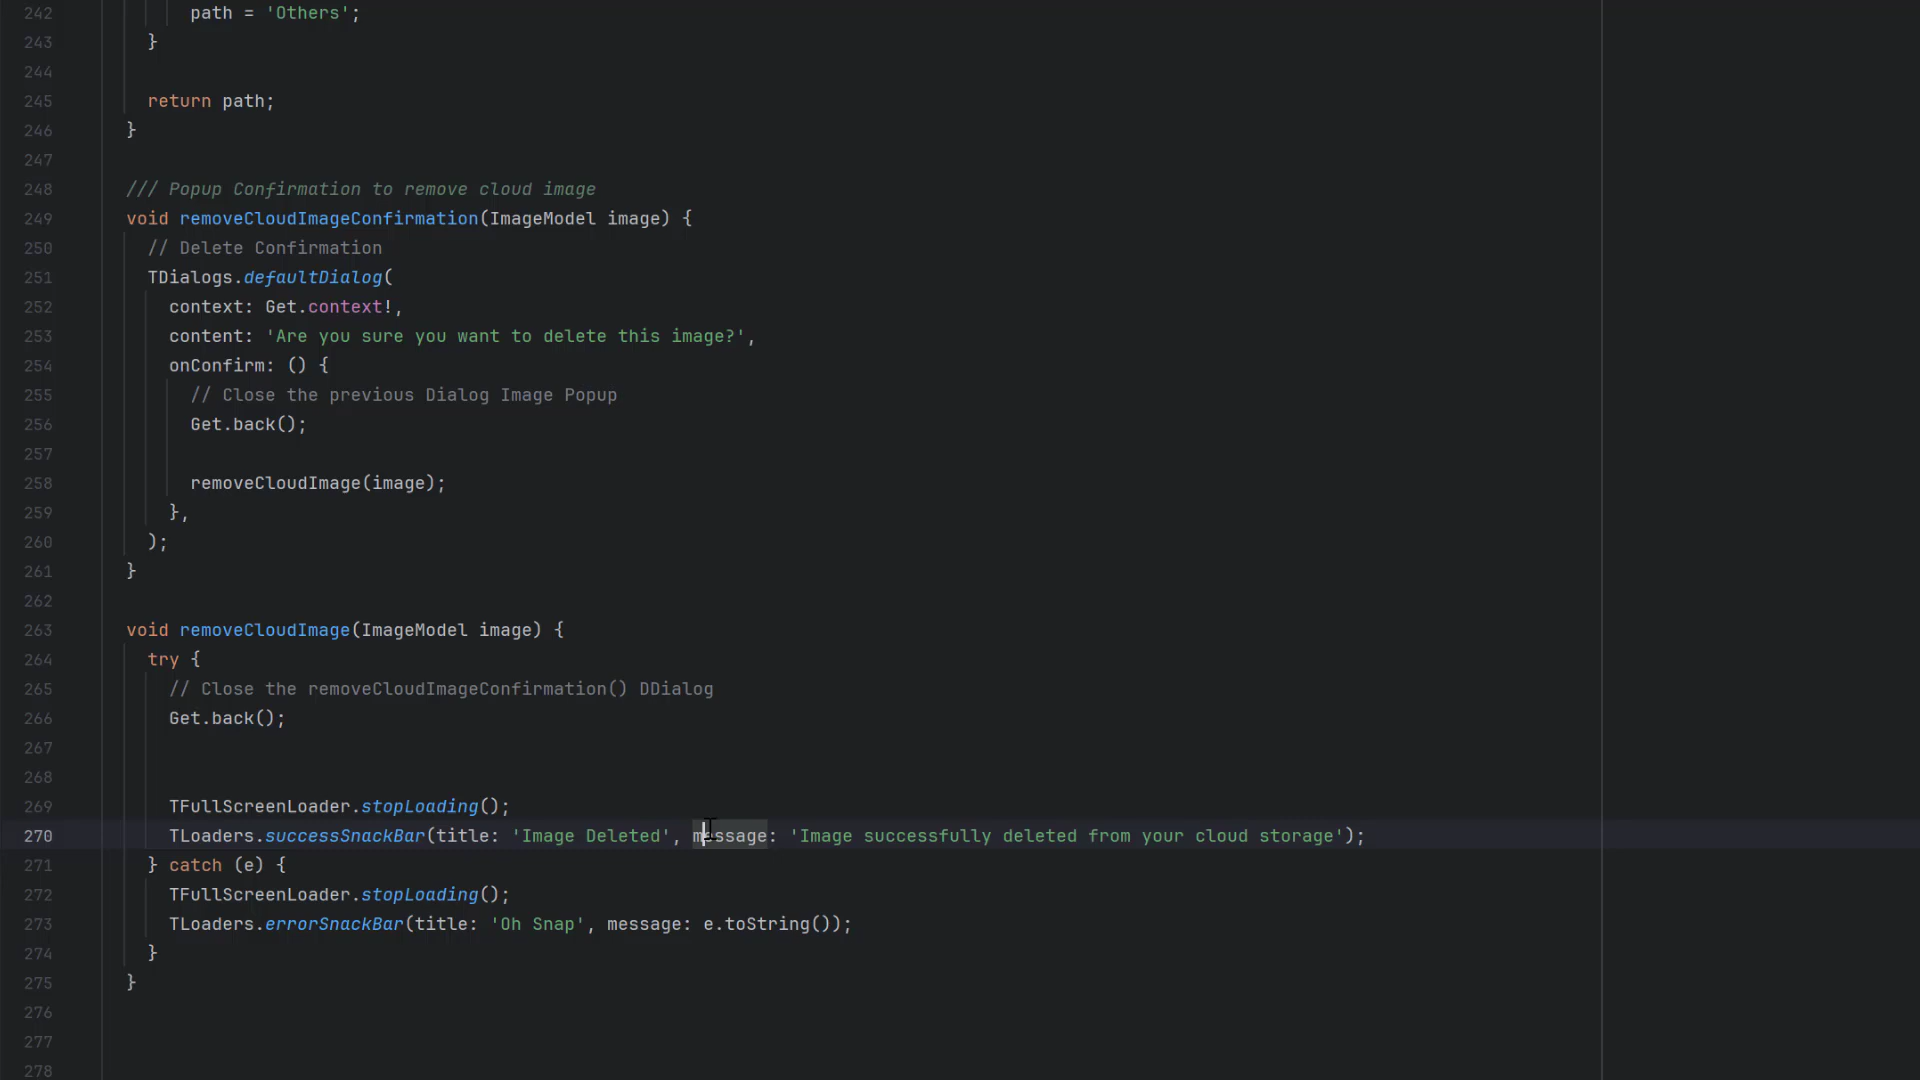 242 path = 'Others';
243 }
244
245 return path;
246 }
247
248 /// Popup Confirmation to remove cloud image
249 void removeCloudImageConfirmation(ImageModel image) {
250 // Delete Confirmation
251 TDialogs.defaultDialog(
252 context: Get.context!,
253 content: 'Are you sure you want to delete this image?',
254 onConfirm: () {
255 // Close the previous Dialog Image Popup
256 Get.back();
257
258 removeCloudImage(image);
259 },
260 );
261 }
262
263 void removeCloudImage(ImageModel image) {
264 try {
265 // Close the removeCloudImageConfirmation() DDialog
266 Get.back();
267
268
269 TFullScreenLoader.stopLoading();
270 TLoaders.successSnackBar(title: 'Image Deleted', message: 'Image successfully deleted from your cloud storage');
271 } catch (e) {
272 TFullScreenLoader.stopLoading();
273 TLoaders.errorSnackBar(title: 'Oh Snap', message: e.toString());
274 }
275 }
276
277
278